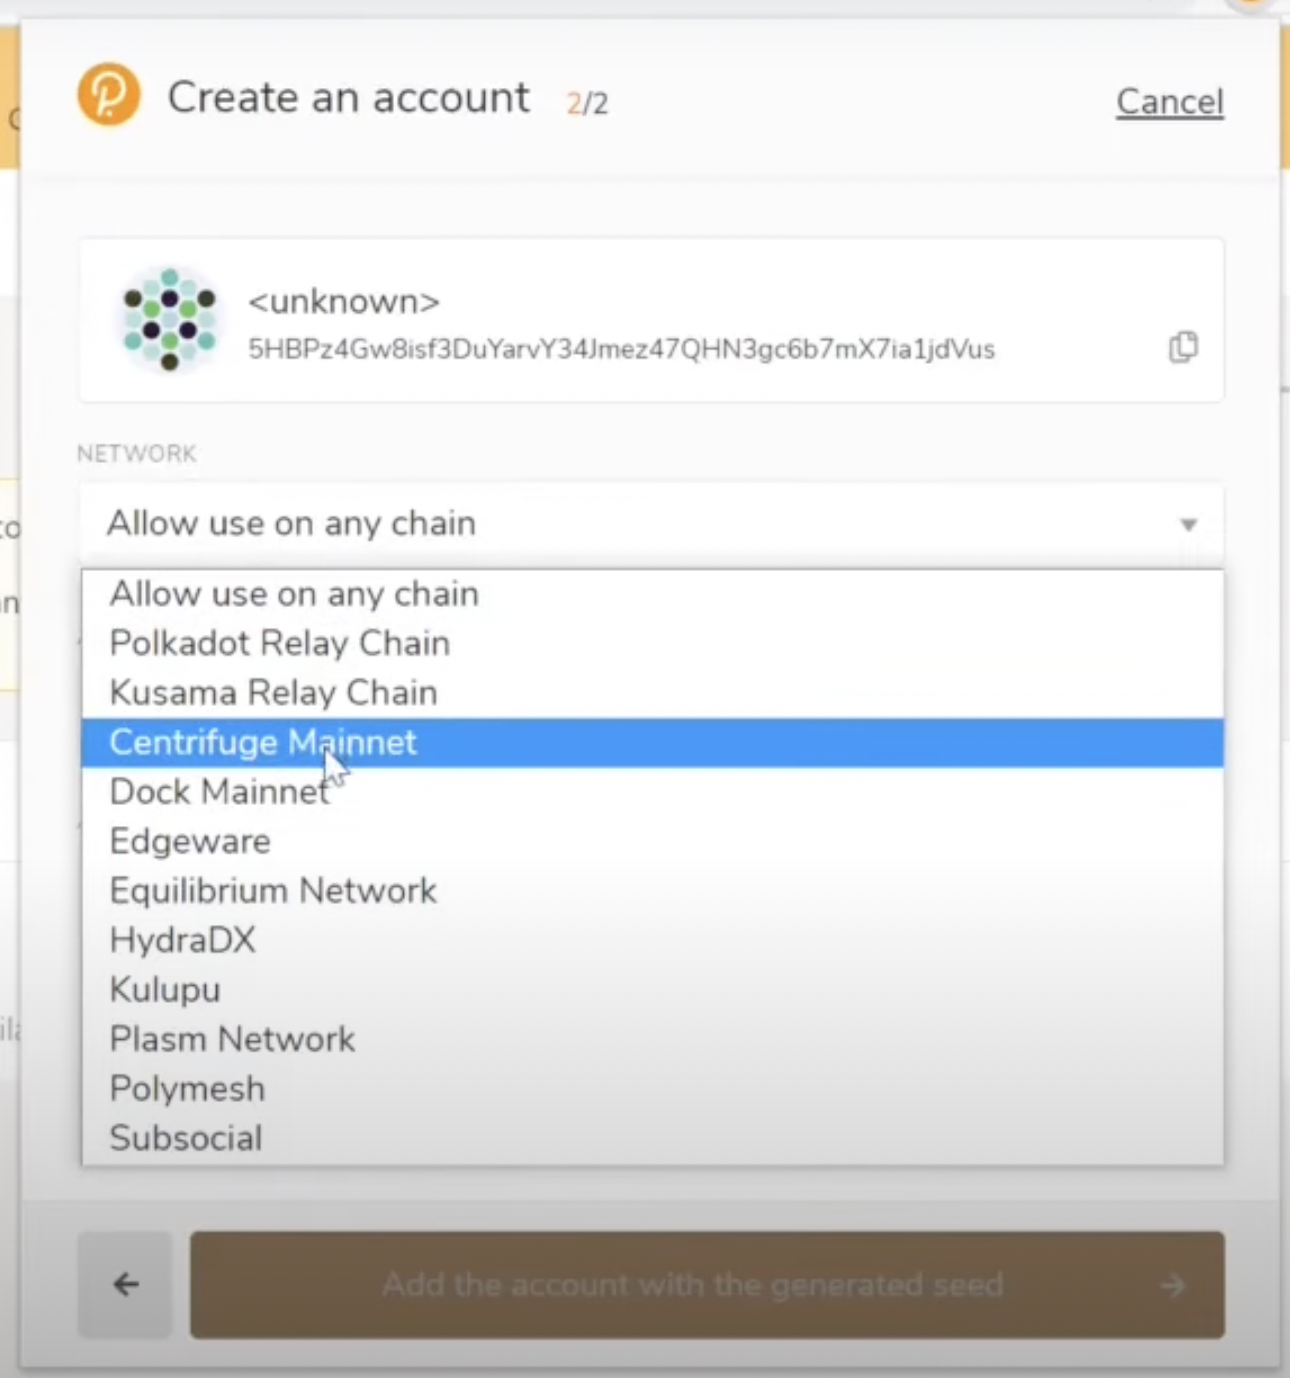 Create an account 2/2 Cancel
<unknown>
5HBPz4Gw8isf3DuYarvY34Jmez47QHN3gc6b7mX7ia1jdVus
NETWORK
Allow use on any chain
Allow use on any chain
Polkadot Relay Chain
Kusama Relay Chain
Centrifuge Mainnet
Dock Mainnet
Edgeware
Equilibrium Network
HydraDX
Kulupu
Plasm Network
Polymesh
Subsocial
Add the account with the generated seed